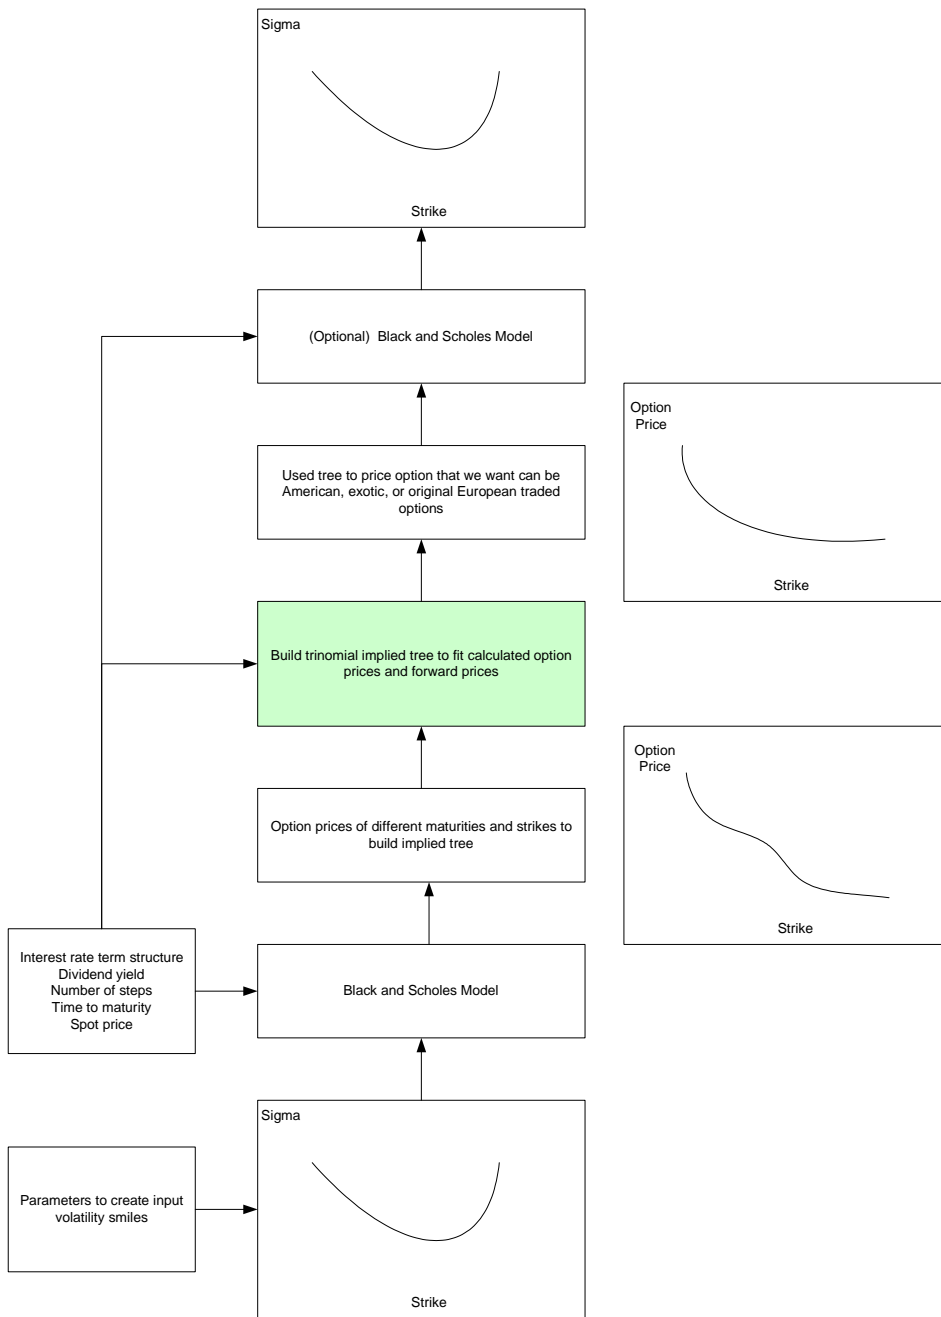 Sigma
Strike
(Optional) Black and Scholes Model
Option
Price
Strike
Used tree to price option that we want can be
American, exotic, or original European traded
options
Build trinomial implied tree to fit calculated option
prices and forward prices
Option
Price
Strike
Option prices of different maturities and strikes to
build implied tree
Interest rate term structure
Dividend yield
Number of steps
Time to maturity
Spot price
Black and Scholes Model
Sigma
Strike
Parameters to create input
volatility smiles